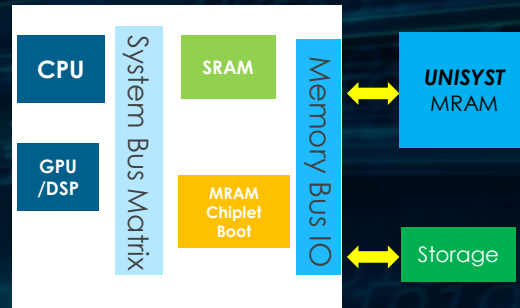 CPU
GPU
/DSP
System Bus Matrix
SRAM
MRAM
Chiplet
Boot
Memory Bus IO
UNISYST
MRAM
Storage